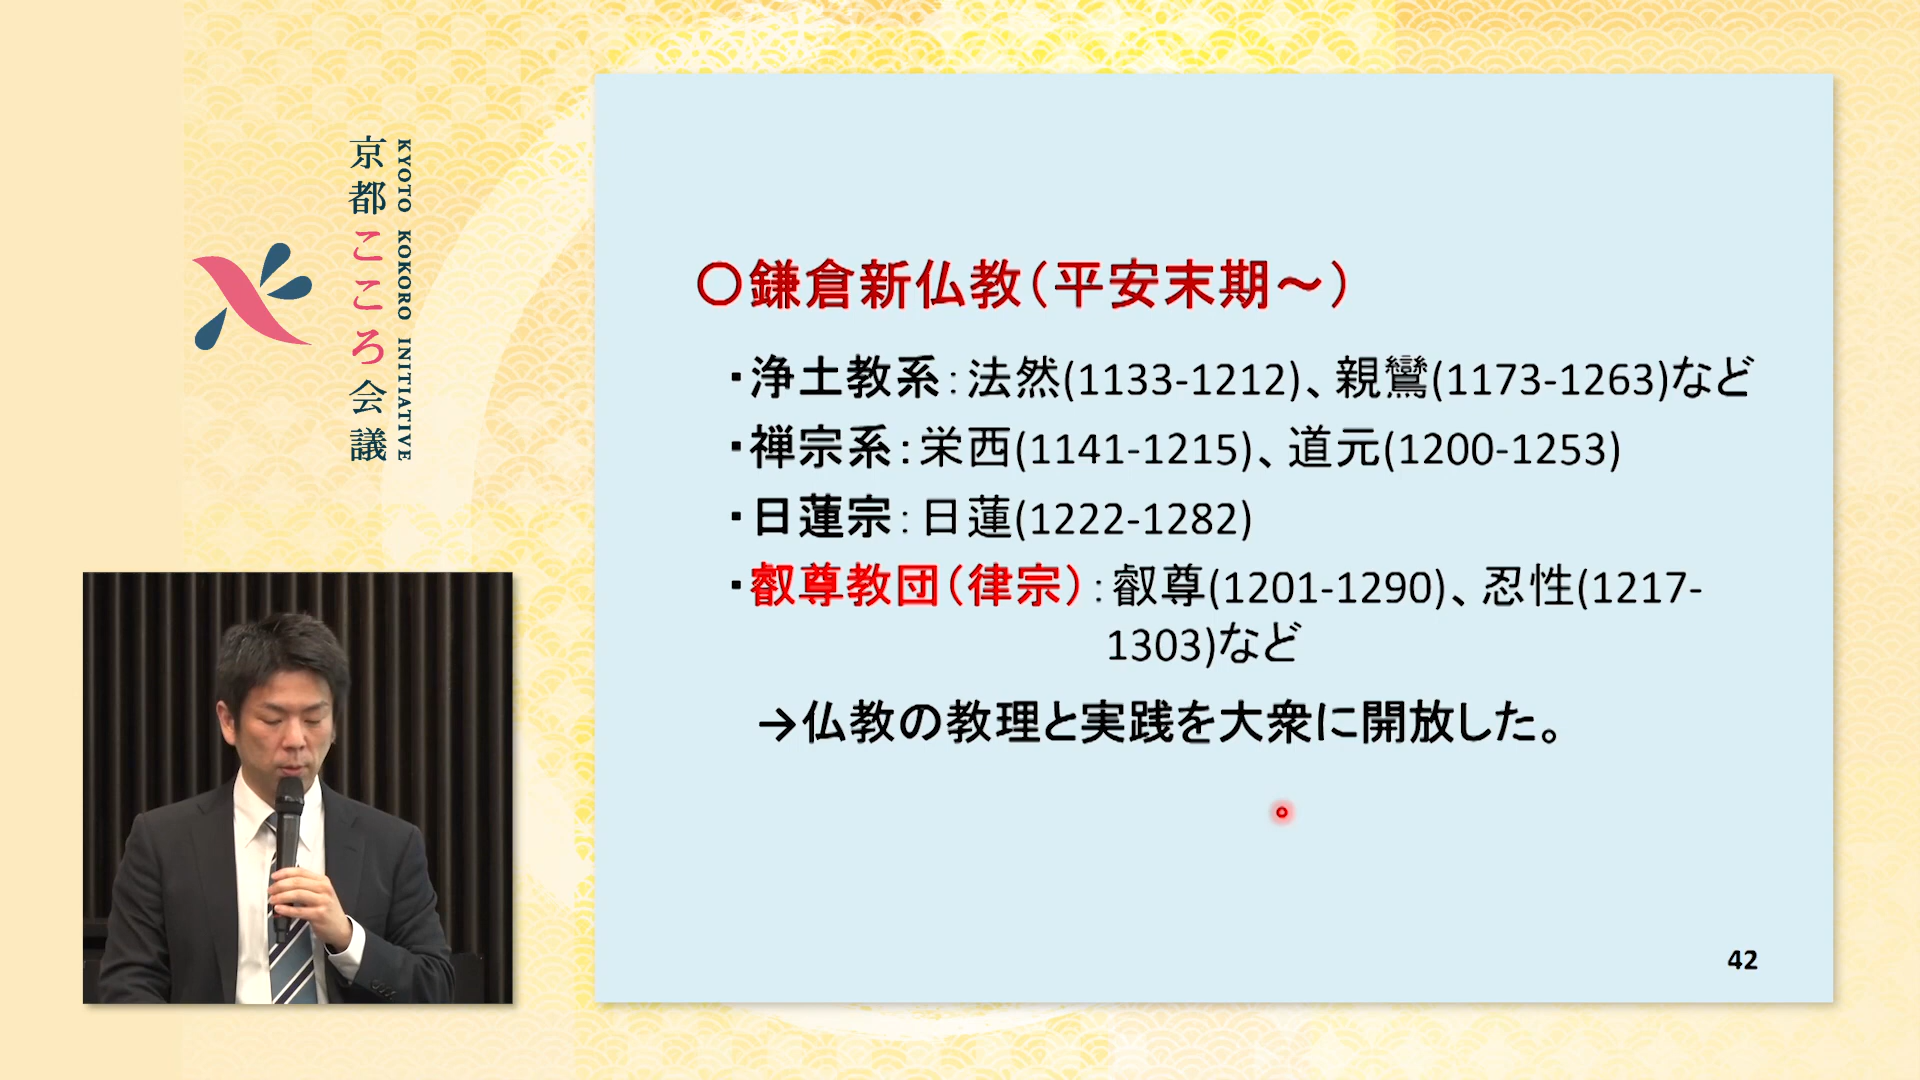 京都こころ会議
KYOTO KOKORO INITIATIVE
〇鎌倉新仏教(平安末期～)
・浄土教系：法然(1133-1212)、親鸞(1173-1263)など
・禅宗系：栄西(1141-1215)、道元(1200-1253)
・日蓮宗：日蓮(1222-1282)
・叡尊教団(律宗)：叡尊(1201-1290)、忍性(1217-
1303)など
→仏教の教理と実践を大衆に開放した。
42